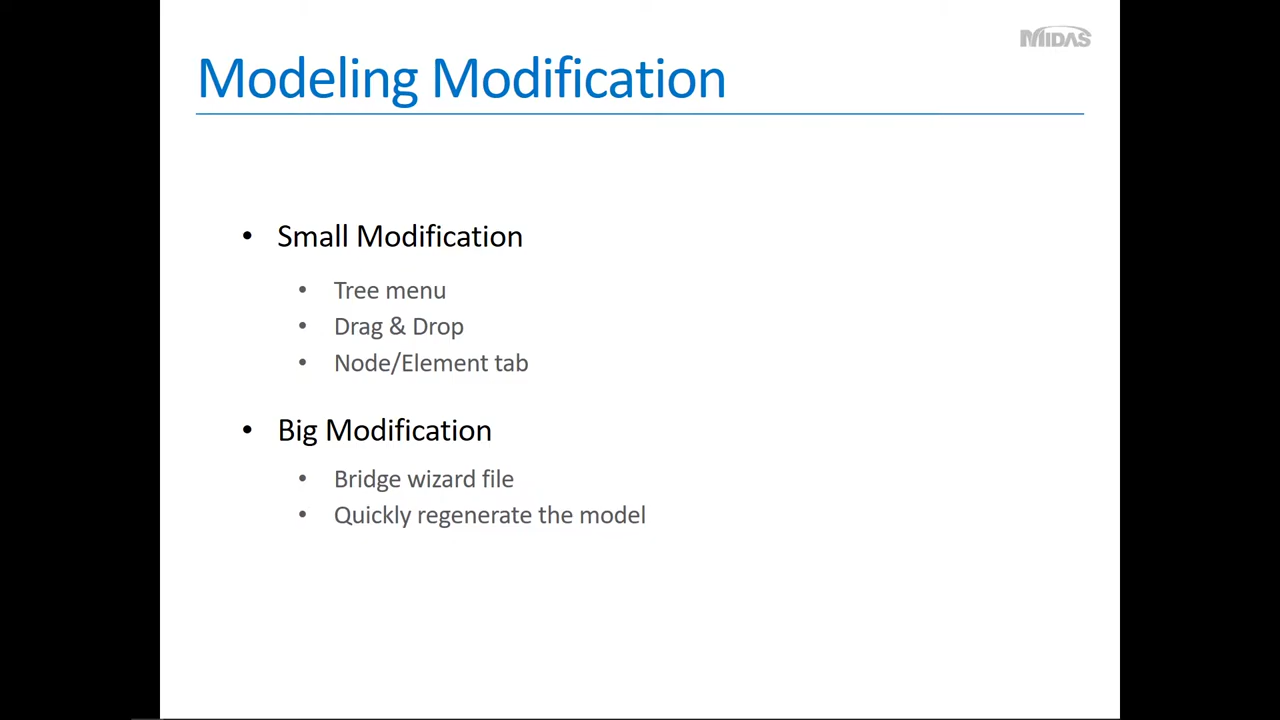 MIDAS
Modeling Modification
• Small Modification
• Tree menu
• Drag & Drop
• Node/Element tab
• Big Modification
• Bridge wizard file
• Quickly regenerate the model